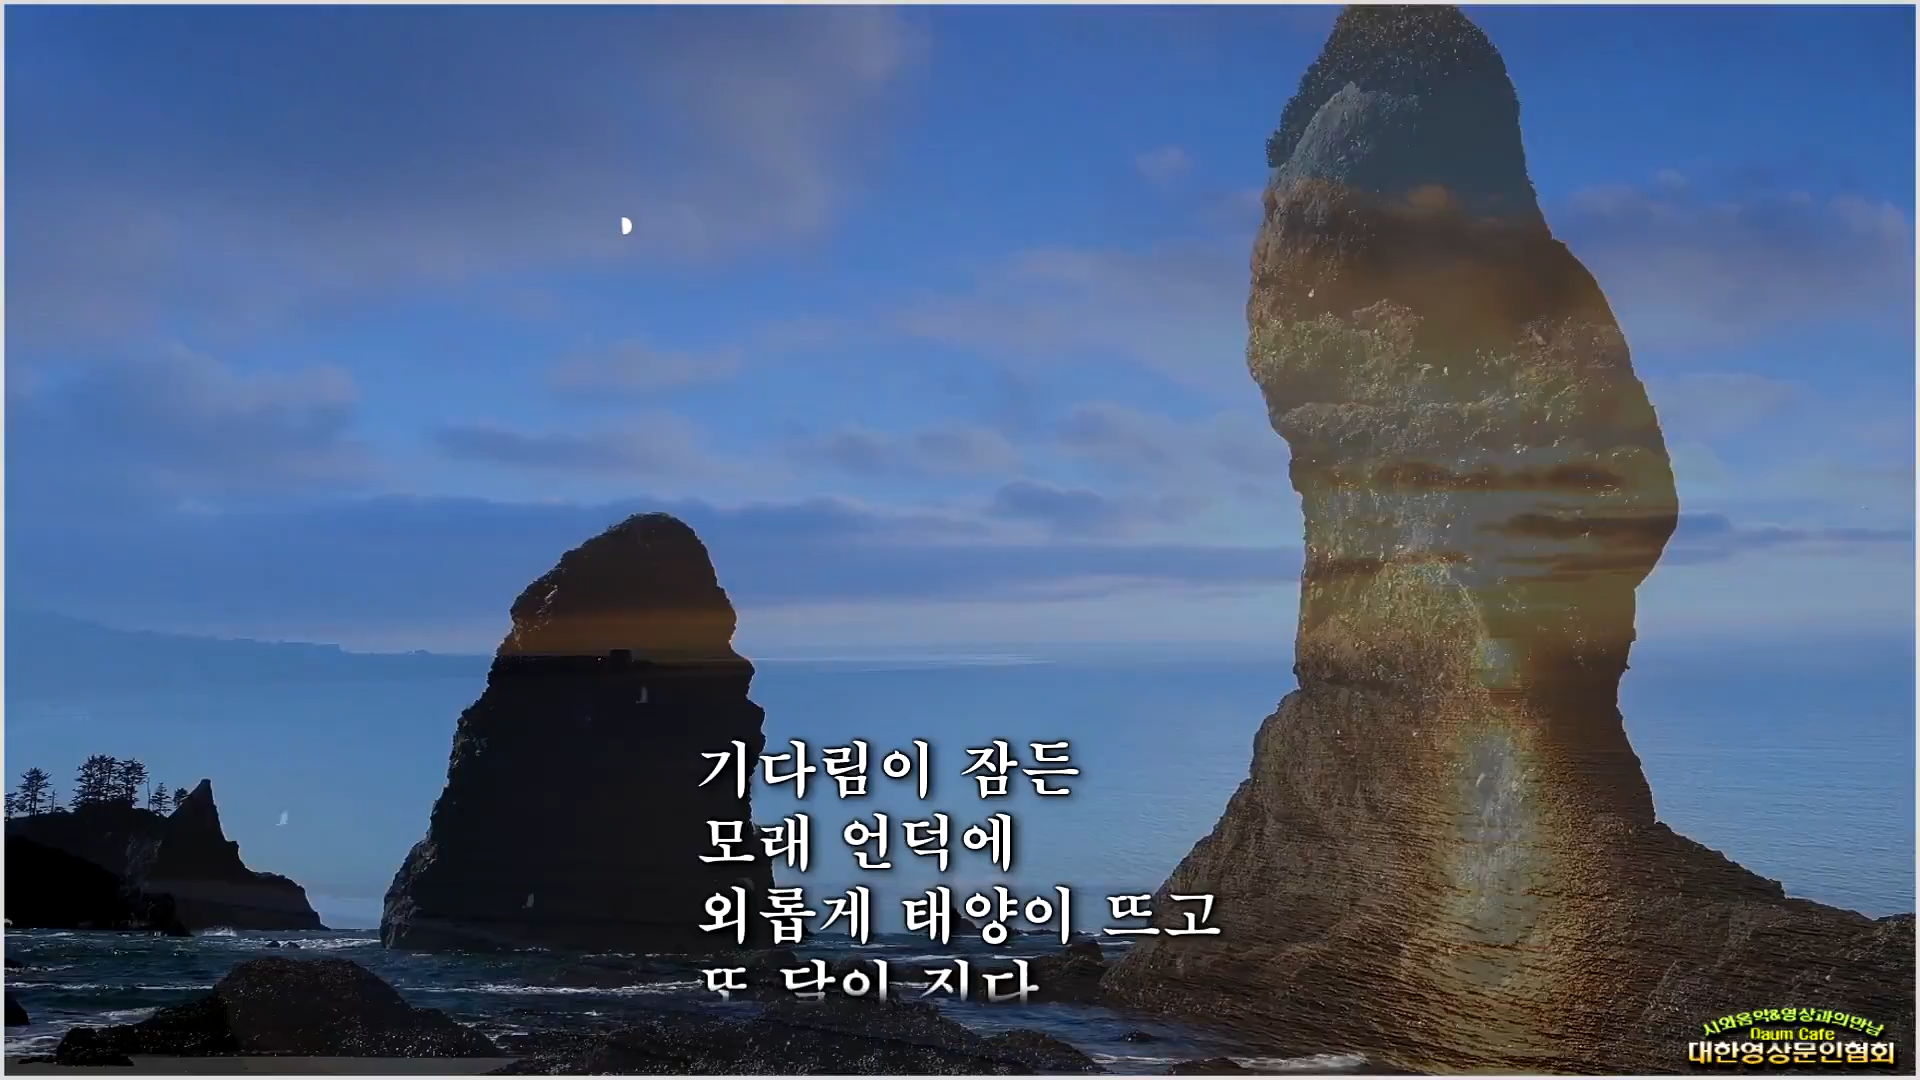 기다림이 잠든
모래 언덕에
외롭게 태양이 뜨고
또 달이 지다
시와음악&영상과의만남
Daum Cafe
대한영상문인협회